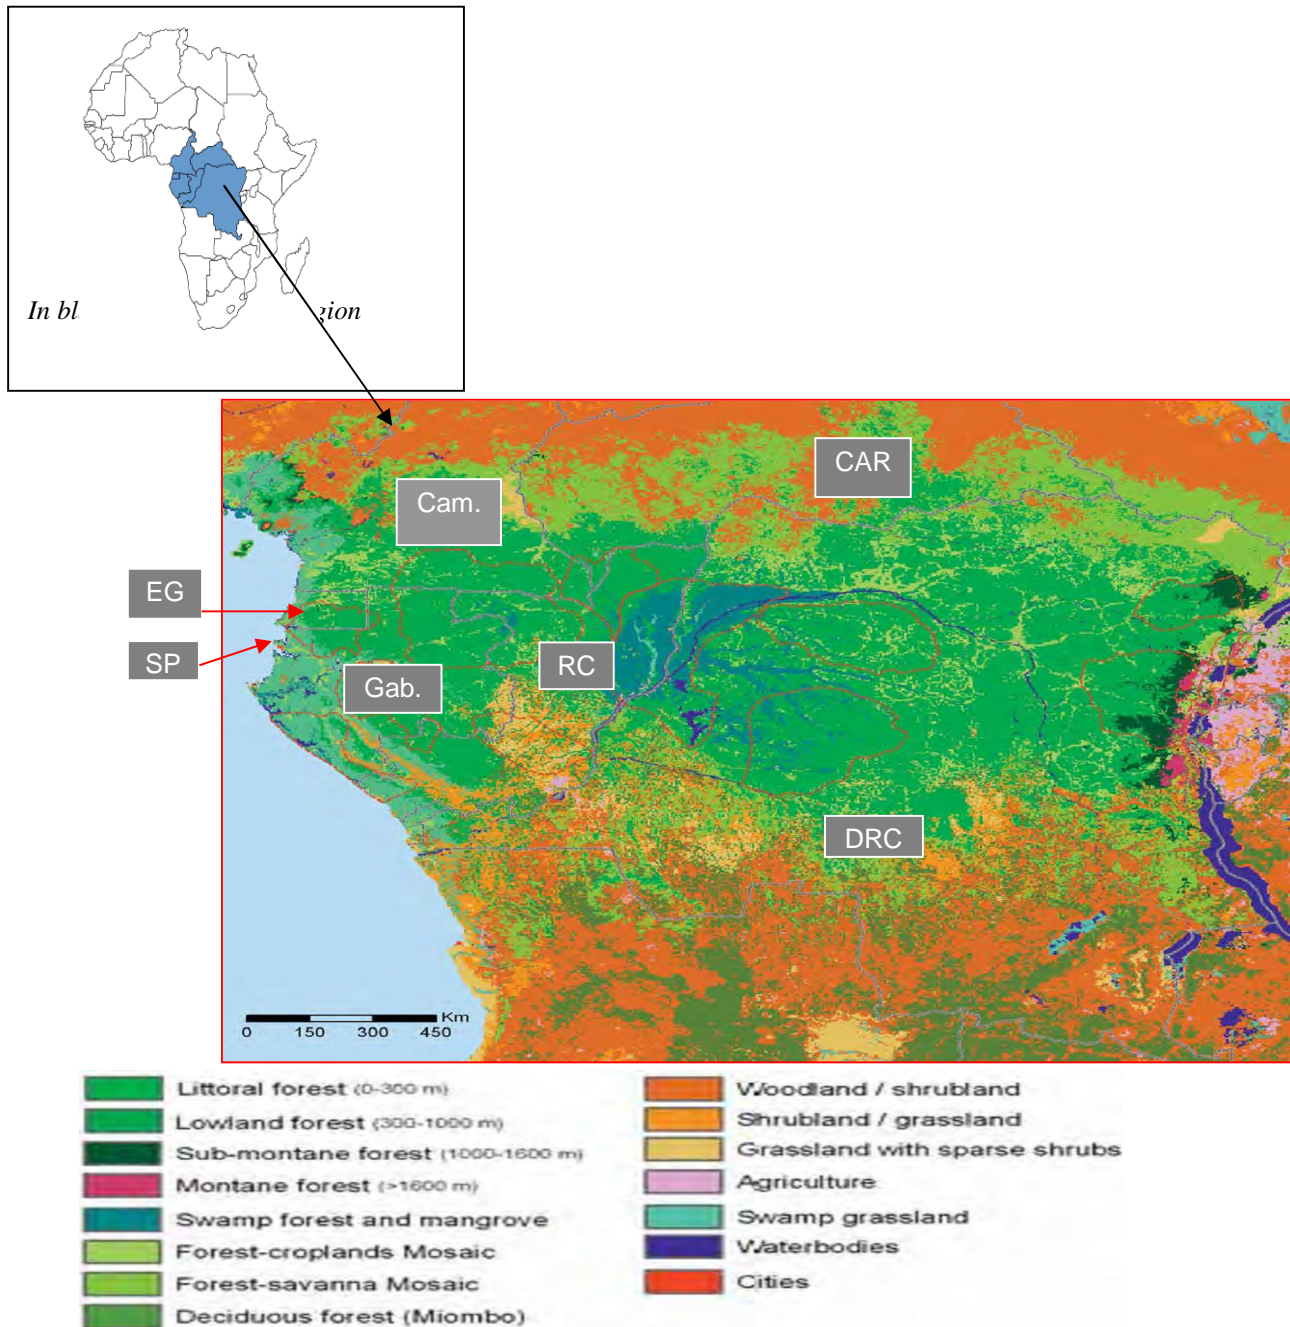 In bl gion
CAR
Cam.
EG
RC
SP
Gab.
DRC
Km
0 150 300 450
Littoral forest (0-300 m)
Lowland forest (300-1000 m)
Sub-montane forest (1000-1600 m)
Montane forest (>1600 m)
Swamp forest and mangrove
Forest-croplands Mosaic
Forest-savanna Mosaic
Deciduous forest (Miombo)
Woodland / shrubland
Shrubland / grassland
Grassland with sparse shrubs
Agriculture
Swamp grassland
Waterbodies
Cities